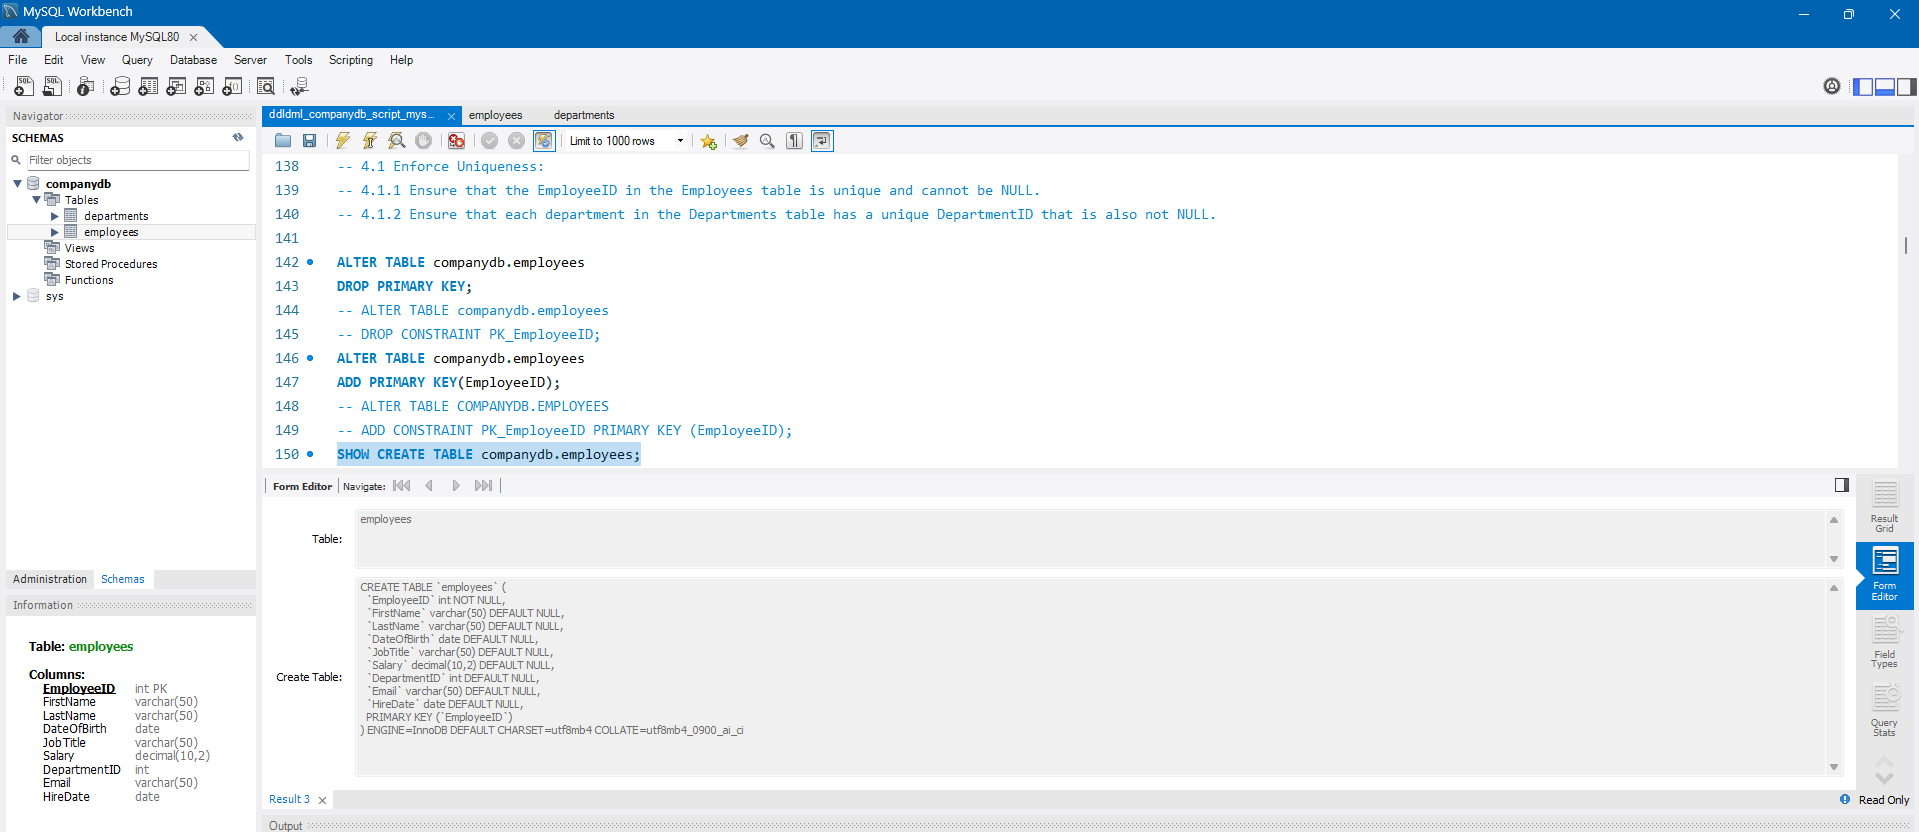 MySQL Workbench
Local instance MySQL80
File Edit View Query Database Server Tools Scripting Help
Navigator
SCHEMAS
Filter objects
companydb
Tables
departments
employees
Views
Stored Procedures
Functions
sys
Administration Schemas
Information
Table: employees
Columns:
EmployeeID int PK
FirstName varchar(50)
LastName varchar(50)
DateOfBirth date
JobTitle varchar(50)
Salary decimal(10,2)
DepartmentID int
Email varchar(50)
HireDate date
ddldml_companydb_script_mys... employees departments
Limit to 1000 rows
138 -- 4.1 Enforce Uniqueness:
139 -- 4.1.1 Ensure that the EmployeeID in the Employees table is unique and cannot be NULL.
140 -- 4.1.2 Ensure that each department in the Departments table has a unique DepartmentID that is also not NULL.
141
142 ALTER TABLE companydb.employees
143 DROP PRIMARY KEY;
144 -- ALTER TABLE companydb.employees
145 -- DROP CONSTRAINT PK_EmployeeID;
146 ALTER TABLE companydb.employees
147 ADD PRIMARY KEY(EmployeeID);
148 -- ALTER TABLE COMPANYDB.EMPLOYEES
149 -- ADD CONSTRAINT PK_EmployeeID PRIMARY KEY (EmployeeID);
150 SHOW CREATE TABLE companydb.employees;
Form Editor Navigate:
Table: employees
Create Table:
CREATE TABLE `employees` (
`EmployeeID` int NOT NULL,
`FirstName` varchar(50) DEFAULT NULL,
`LastName` varchar(50) DEFAULT NULL,
`DateOfBirth` date DEFAULT NULL,
`JobTitle` varchar(50) DEFAULT NULL,
`Salary` decimal(10,2) DEFAULT NULL,
`DepartmentID` int DEFAULT NULL,
`Email` varchar(50) DEFAULT NULL,
`HireDate` date DEFAULT NULL,
PRIMARY KEY (`EmployeeID`)
) ENGINE=InnoDB DEFAULT CHARSET=utf8mb4 COLLATE=utf8mb4_0900_ai_ci
Result
Grid
Form
Editor
Field
Types
Query
Stats
Result 3
Read Only
Output